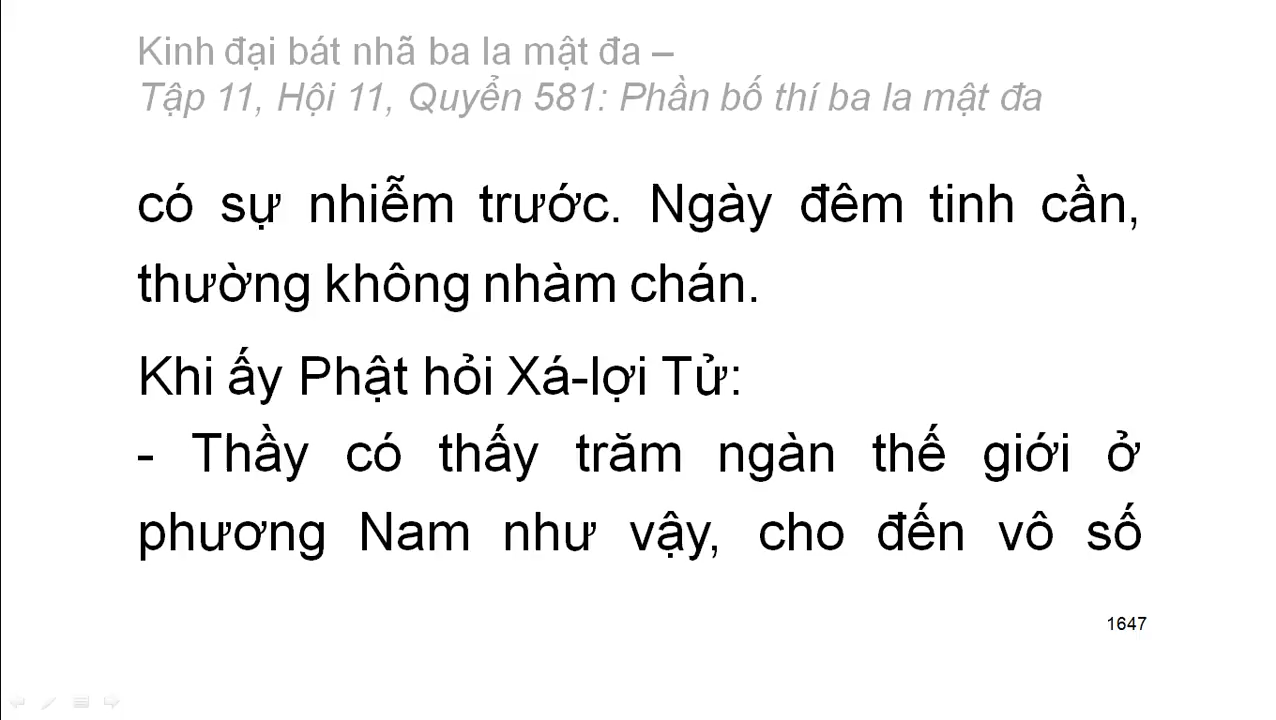 Kinh đại bát nhã ba la mật đa –
Tập 11, Hội 11, Quyển 581: Phần bố thí ba la mật đa
có sự nhiễm trước. Ngày đêm tinh cần,
thường không nhàm chán.
Khi ấy Phật hỏi Xá-lợi Tử:
- Thầy có thấy trăm ngàn thế giới ở
phương Nam như vậy, cho đến vô số
1647